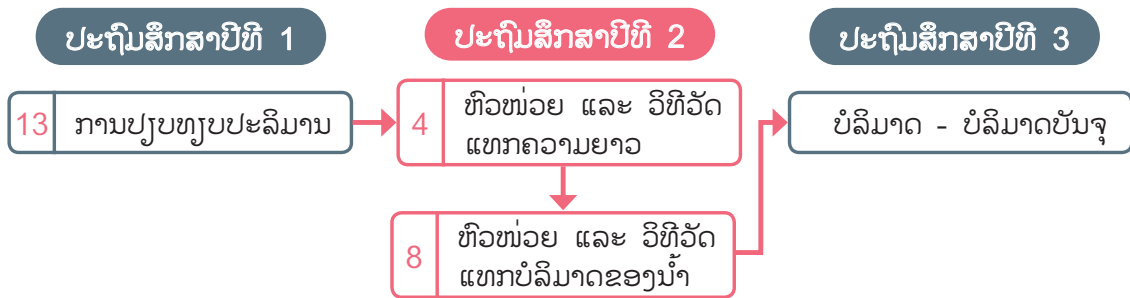 ປະຖົມສຶກສາປີທີ 1
ປະຖົມສຶກສາປີທີ 2
ປະຖົມສຶກສາປີທີ 3
13 ການປຽບທຽບປະລິມານ
4 ຫົວໜ່ວຍ ແລະ ວິທີວັດ
ແທກຄວາມຍາວ
ບໍລິມາດ - ບໍລິມາດບັນຈຸ
8 ຫົວໜ່ວຍ ແລະ ວິທີວັດ
ແທກບໍລິມາດຂອງນ້ຳ